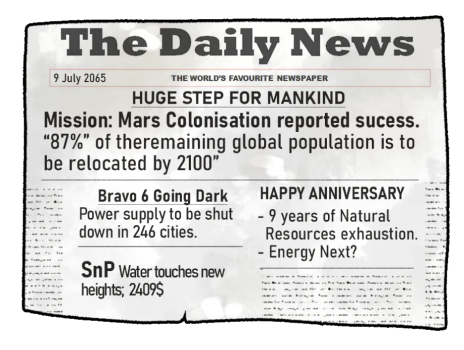 The Daily News
9 July 2065
THE WORLD'S FAVOURITE NEWSPAPER
HUGE STEP FOR MANKIND
Mission: Mars Colonisation reported sucess.
“87%” of theremaining global population is to
be relocated by 2100”
Bravo 6 Going Dark
Power supply to be shut
down in 246 cities.
SnP Water touches new
heights; 2409$
HAPPY ANNIVERSARY
- 9 years of Natural
Resources exhaustion.
- Energy Next?